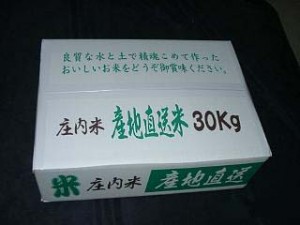 良質な水と土で精魂こめて作った
おいしいお米をどうぞ御賞味ください。
庄内米 産地直送米 30Kg
米 庄内米 産地直送